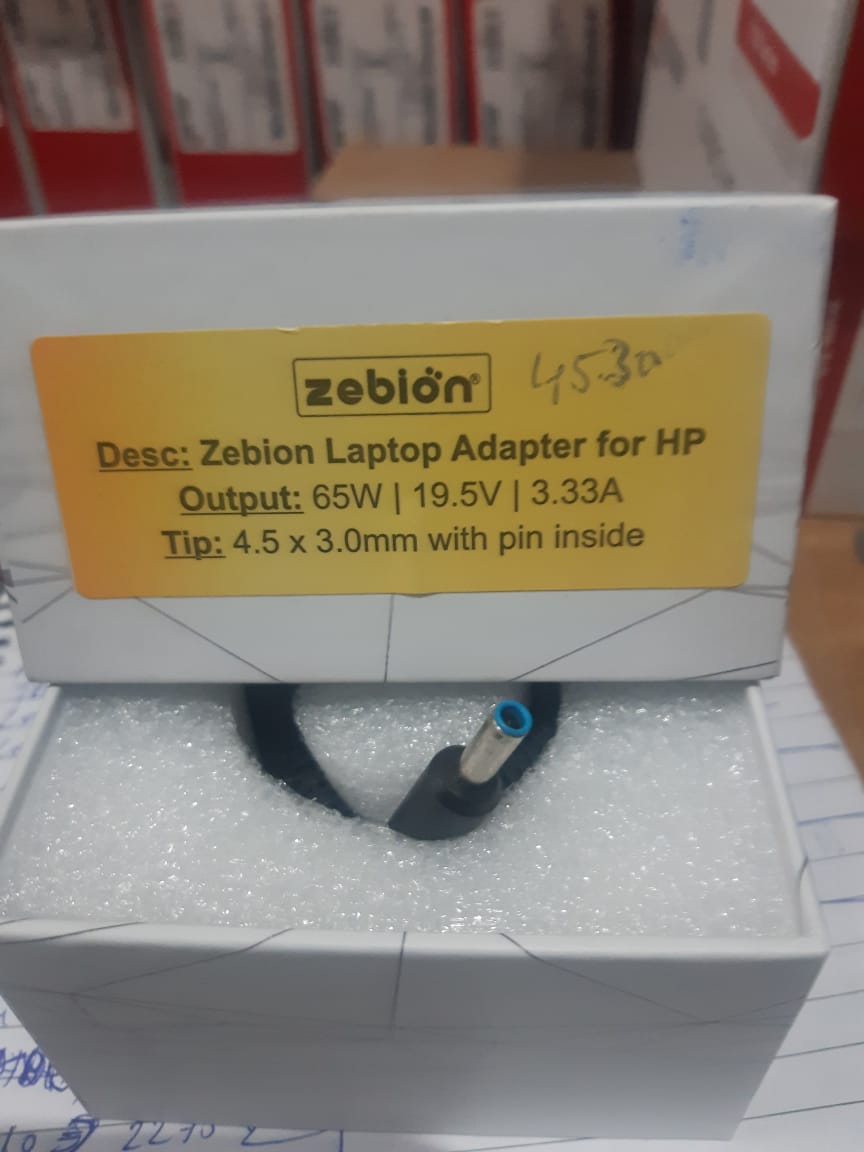 zebion®
4530
Desc: Zebion Laptop Adapter for HP
Output: 65W | 19.5V | 3.33A
Tip: 4.5 x 3.0mm with pin inside